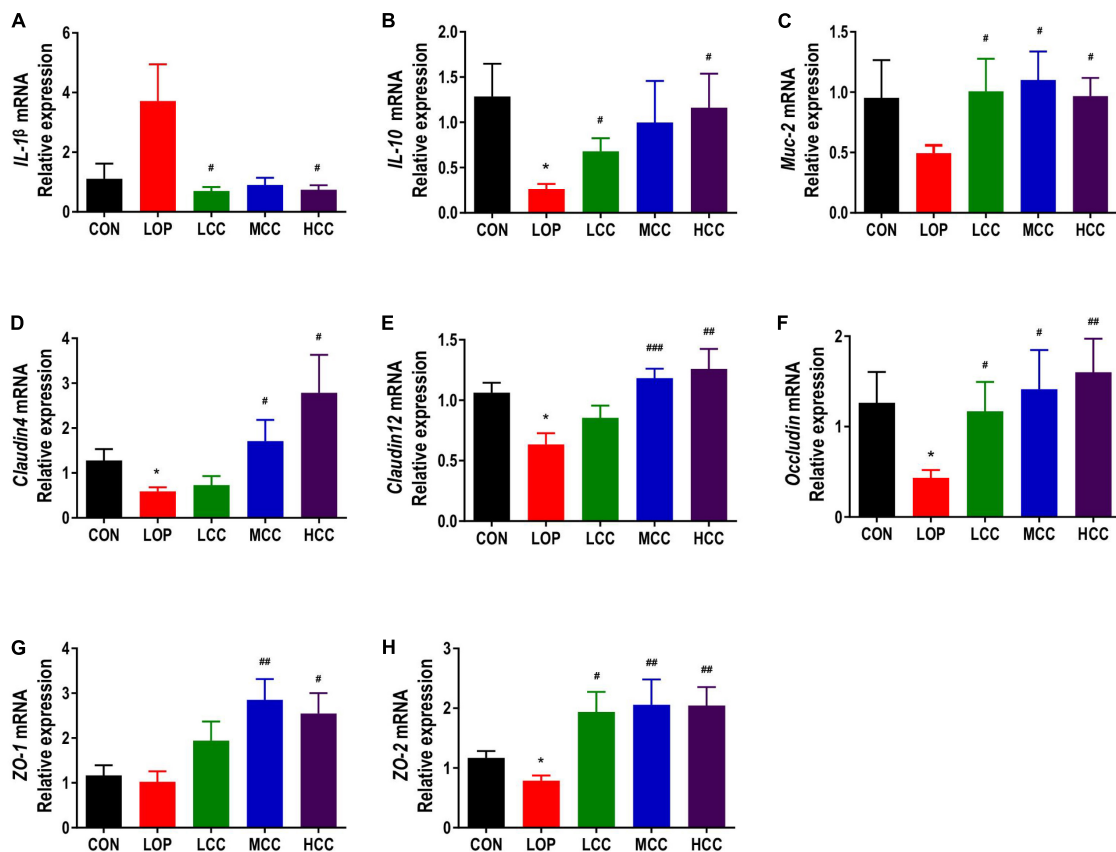 A
IL-1β mRNA
Relative expression
6
4
2
0
#
#
CON LOP LCC MCC HCC
B
IL-10 mRNA
Relative expression
2.0
1.5
1.0
0.5
0.0
*
#
#
CON LOP LCC MCC HCC
C
Muc-2 mRNA
Relative expression
1.5
1.0
0.5
0.0
#
#
#
CON LOP LCC MCC HCC
D
Claudin4 mRNA
Relative expression
4
3
2
1
0
*
#
#
CON LOP LCC MCC HCC
E
Claudin12 mRNA
Relative expression
1.5
1.0
0.5
0.0
*
###
##
CON LOP LCC MCC HCC
F
Occludin mRNA
Relative expression
2
1
0
*
#
#
##
CON LOP LCC MCC HCC
G
ZO-1 mRNA
Relative expression
4
3
2
1
0
##
#
CON LOP LCC MCC HCC
H
ZO-2 mRNA
Relative expression
3
2
1
0
*
#
##
##
CON LOP LCC MCC HCC